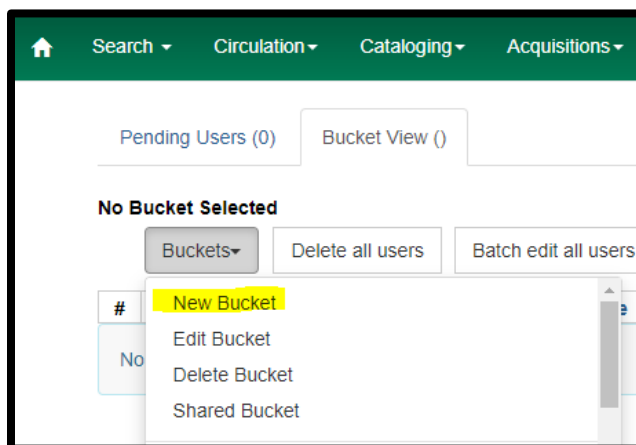 Search Circulation Cataloging Acquisitions
Pending Users (0) Bucket View ()
No Bucket Selected
Buckets Delete all users Batch edit all users
# New Bucket e
Edit Bucket
No Delete Bucket
Shared Bucket